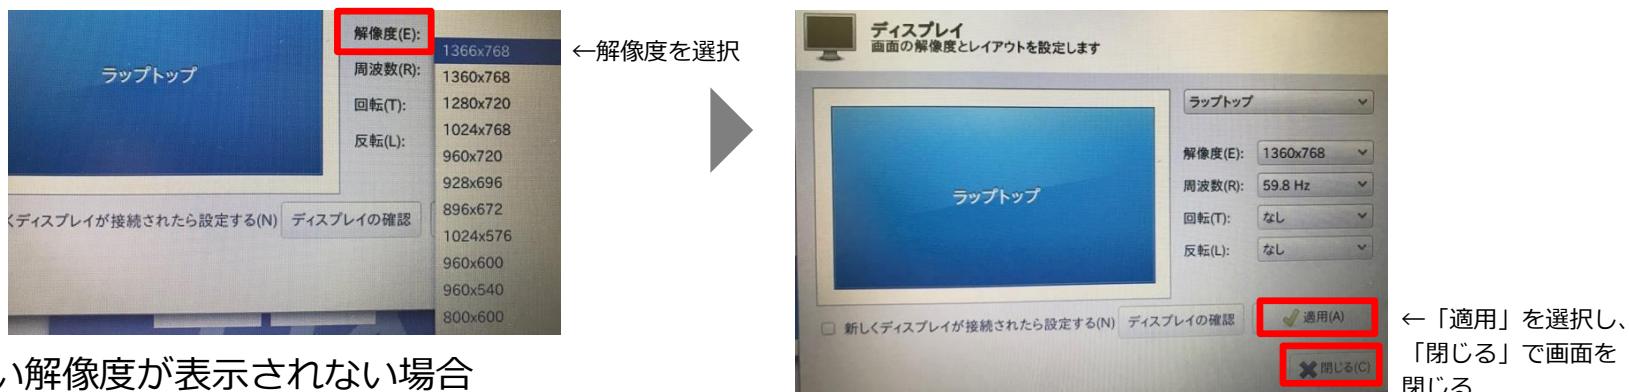 解像度(E):
1366x768
ラップトップ
周波数(R):
1360x768
回転(T):
1280x720
反転(L):
1024x768
960x720
928x696
896x672
くディスプレイが接続されたら設定する(N) ディスプレイの確認
1024x576
960x600
960x540
800x600
←解像度を選択
い解像度が表示されない場合
ディスプレイ
画面の解像度とレイアウトを設定します
ラップトップ
解像度(E): 1360x768
周波数(R): 59.8 Hz
ラップトップ
回転(T): なし
反転(L): なし
新しくディスプレイが接続されたら設定する(N) ディスプレイの確認 適用(A)
閉じる(C)
←「適用」を選択し、
「閉じる」で画面を
閉じる